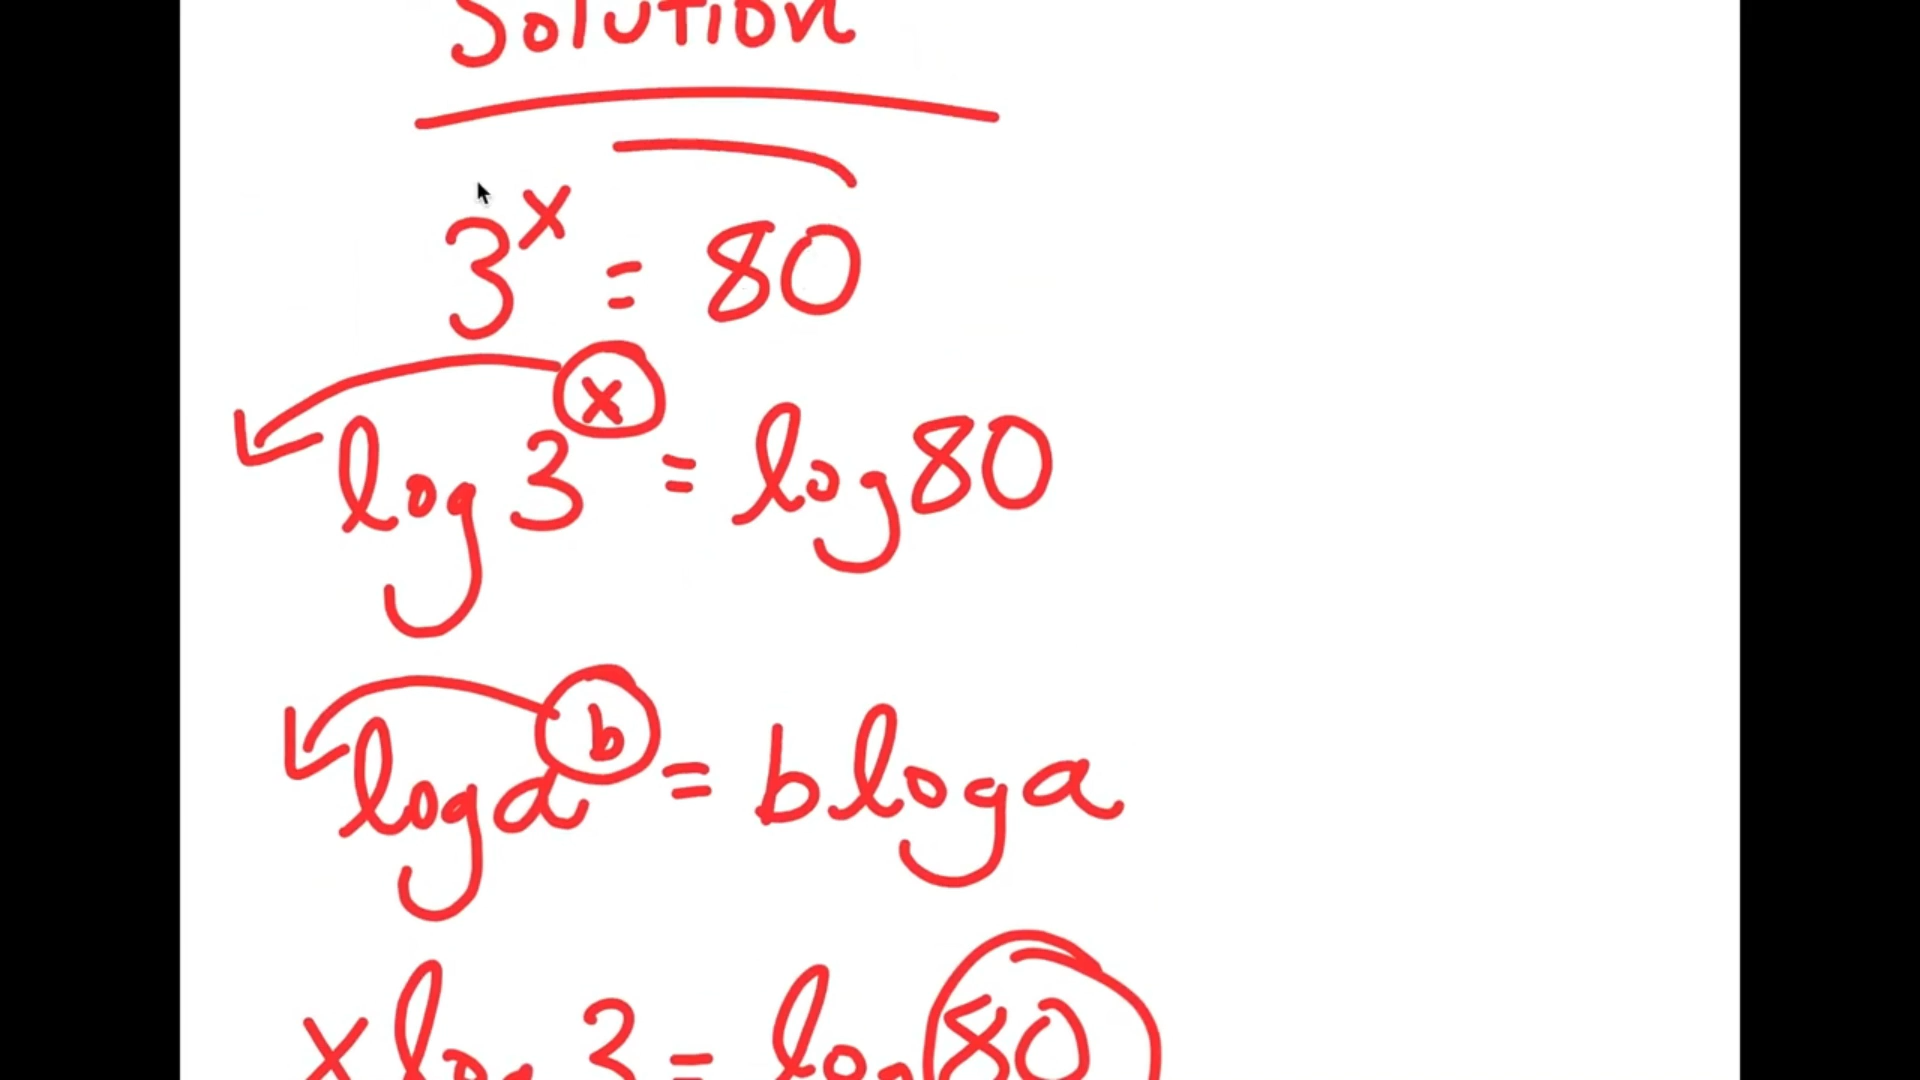 Solution
3^x = 80
log 3^x = log 80
log a^b = b log a
x log 3 = log 80